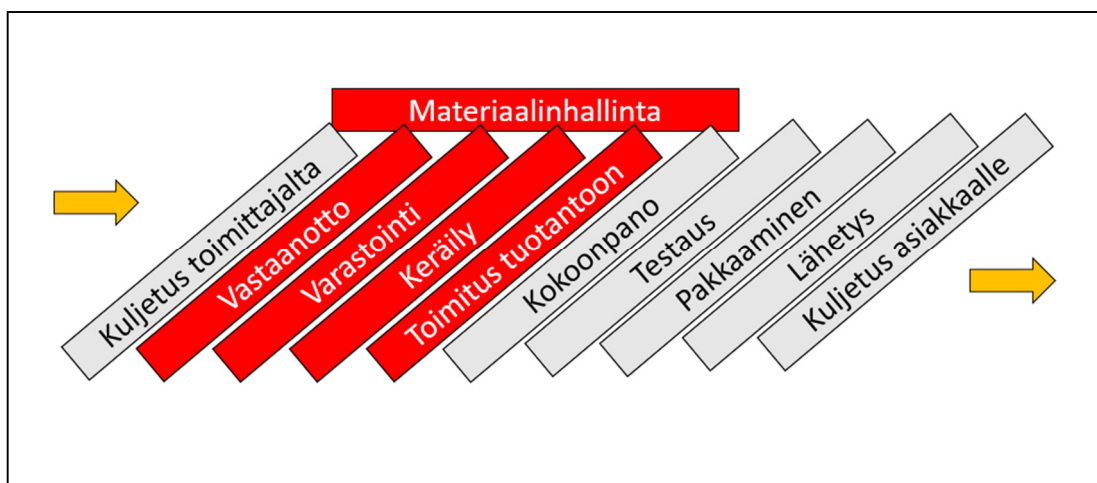 Materiaalinhallinta
Kuljetus toimittajalta
Vastaanotto
Varastointi
Keräily
Toimitus tuotantoon
Kokoonpano
Testaus
Pakkaaminen
Lähetys
Kuljetus asiakkaalle